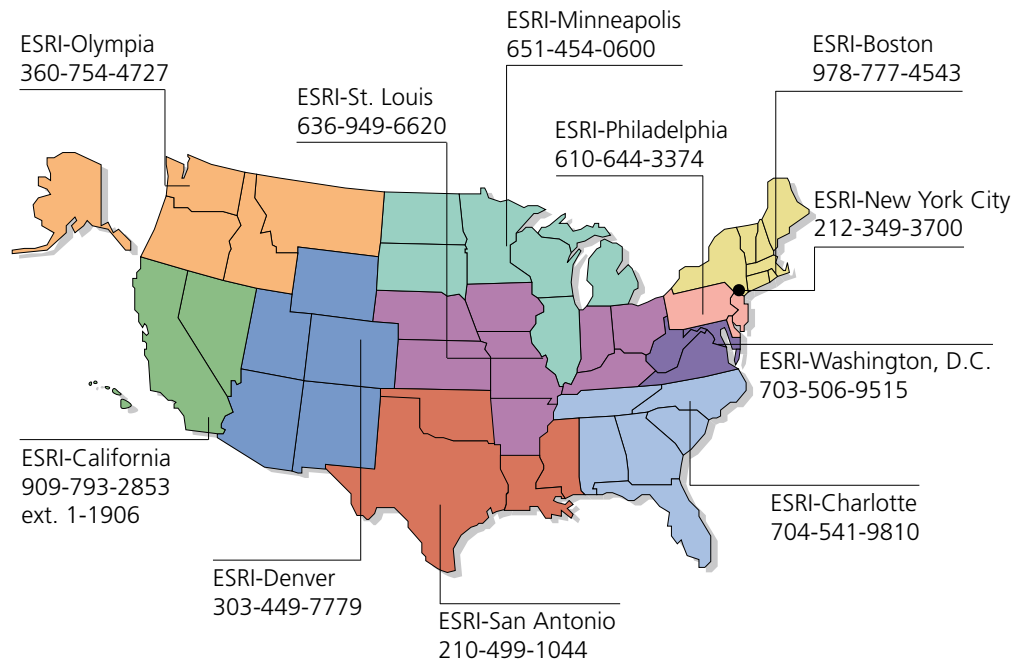 ESRI-Olympia
360-754-4727
ESRI-Minneapolis
651-454-0600
ESRI-Boston
978-777-4543
ESRI-St. Louis
636-949-6620
ESRI-Philadelphia
610-644-3374
ESRI-New York City
212-349-3700
ESRI-Washington, D.C.
703-506-9515
ESRI-California
909-793-2853
ext. 1-1906
ESRI-Charlotte
704-541-9810
ESRI-Denver
303-449-7779
ESRI-San Antonio
210-499-1044